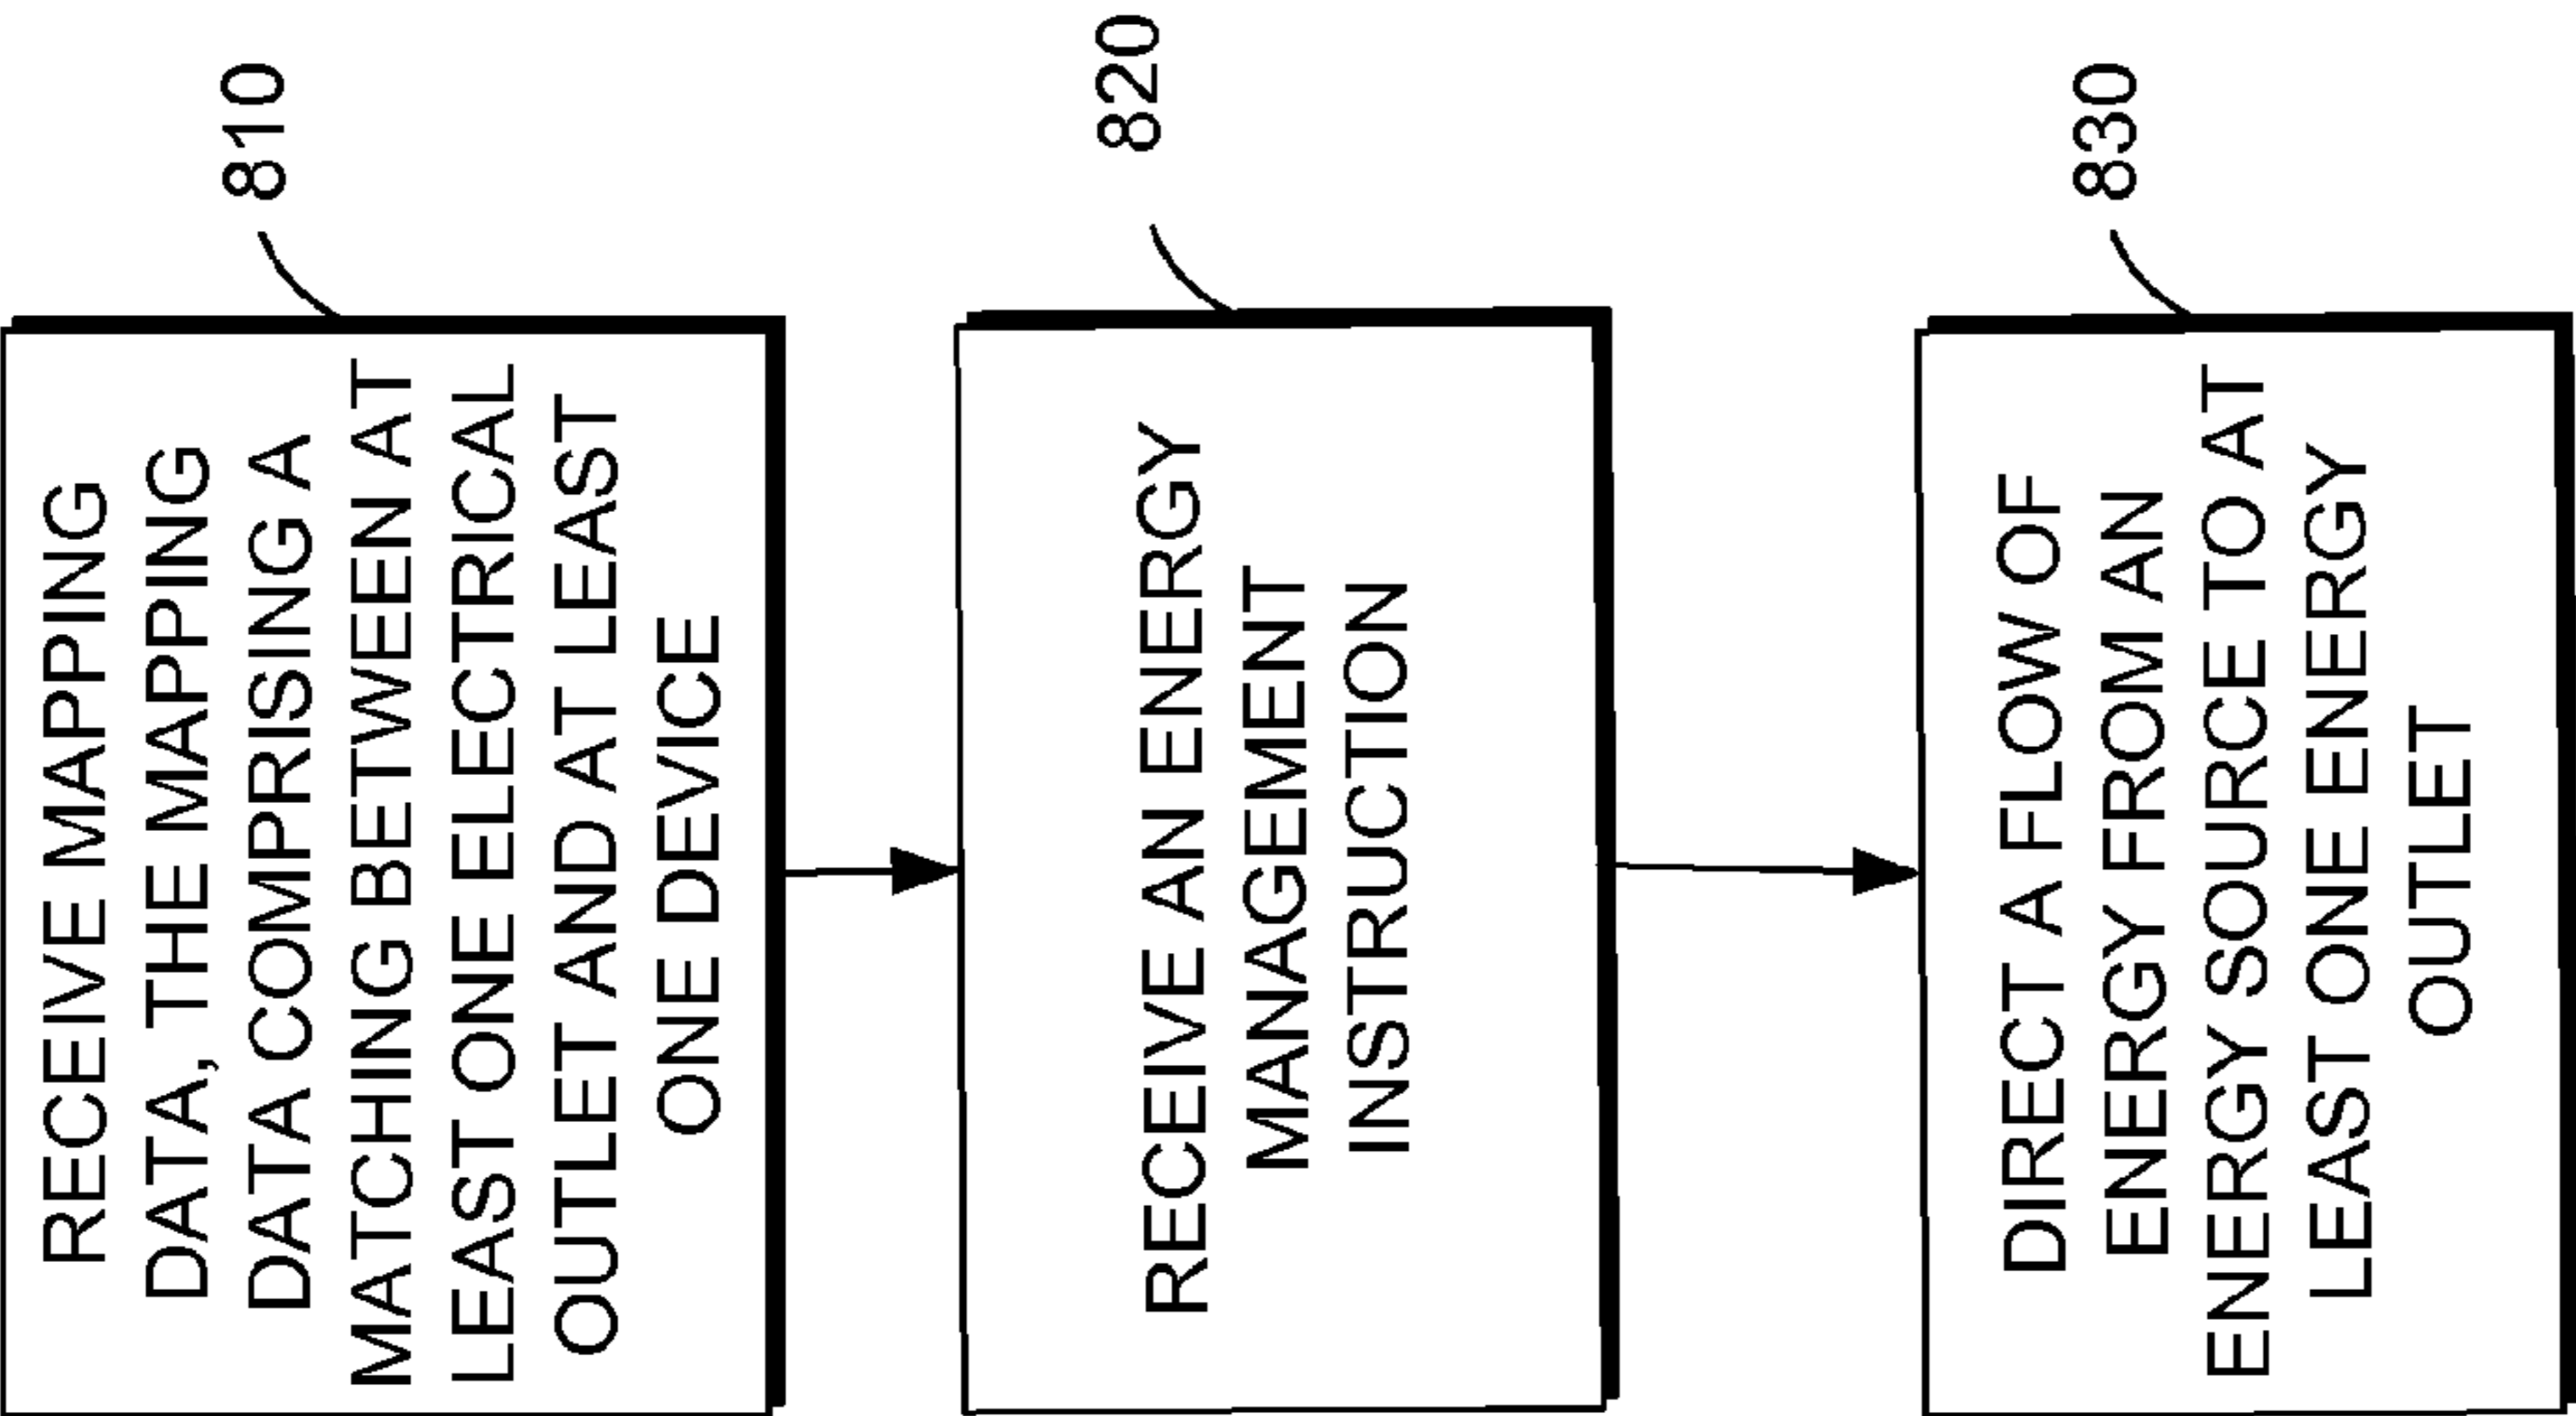 RECEIVE MAPPING
DATA, THE MAPPING
DATA COMPRISING A
MATCHING BETWEEN AT
LEAST ONE ELECTRICAL
OUTLET AND AT LEAST
ONE DEVICE
810
RECEIVE AN ENERGY
MANAGEMENT
INSTRUCTION
820
DIRECT A FLOW OF
ENERGY FROM AN
ENERGY SOURCE TO AT
LEAST ONE ENERGY
OUTLET
830